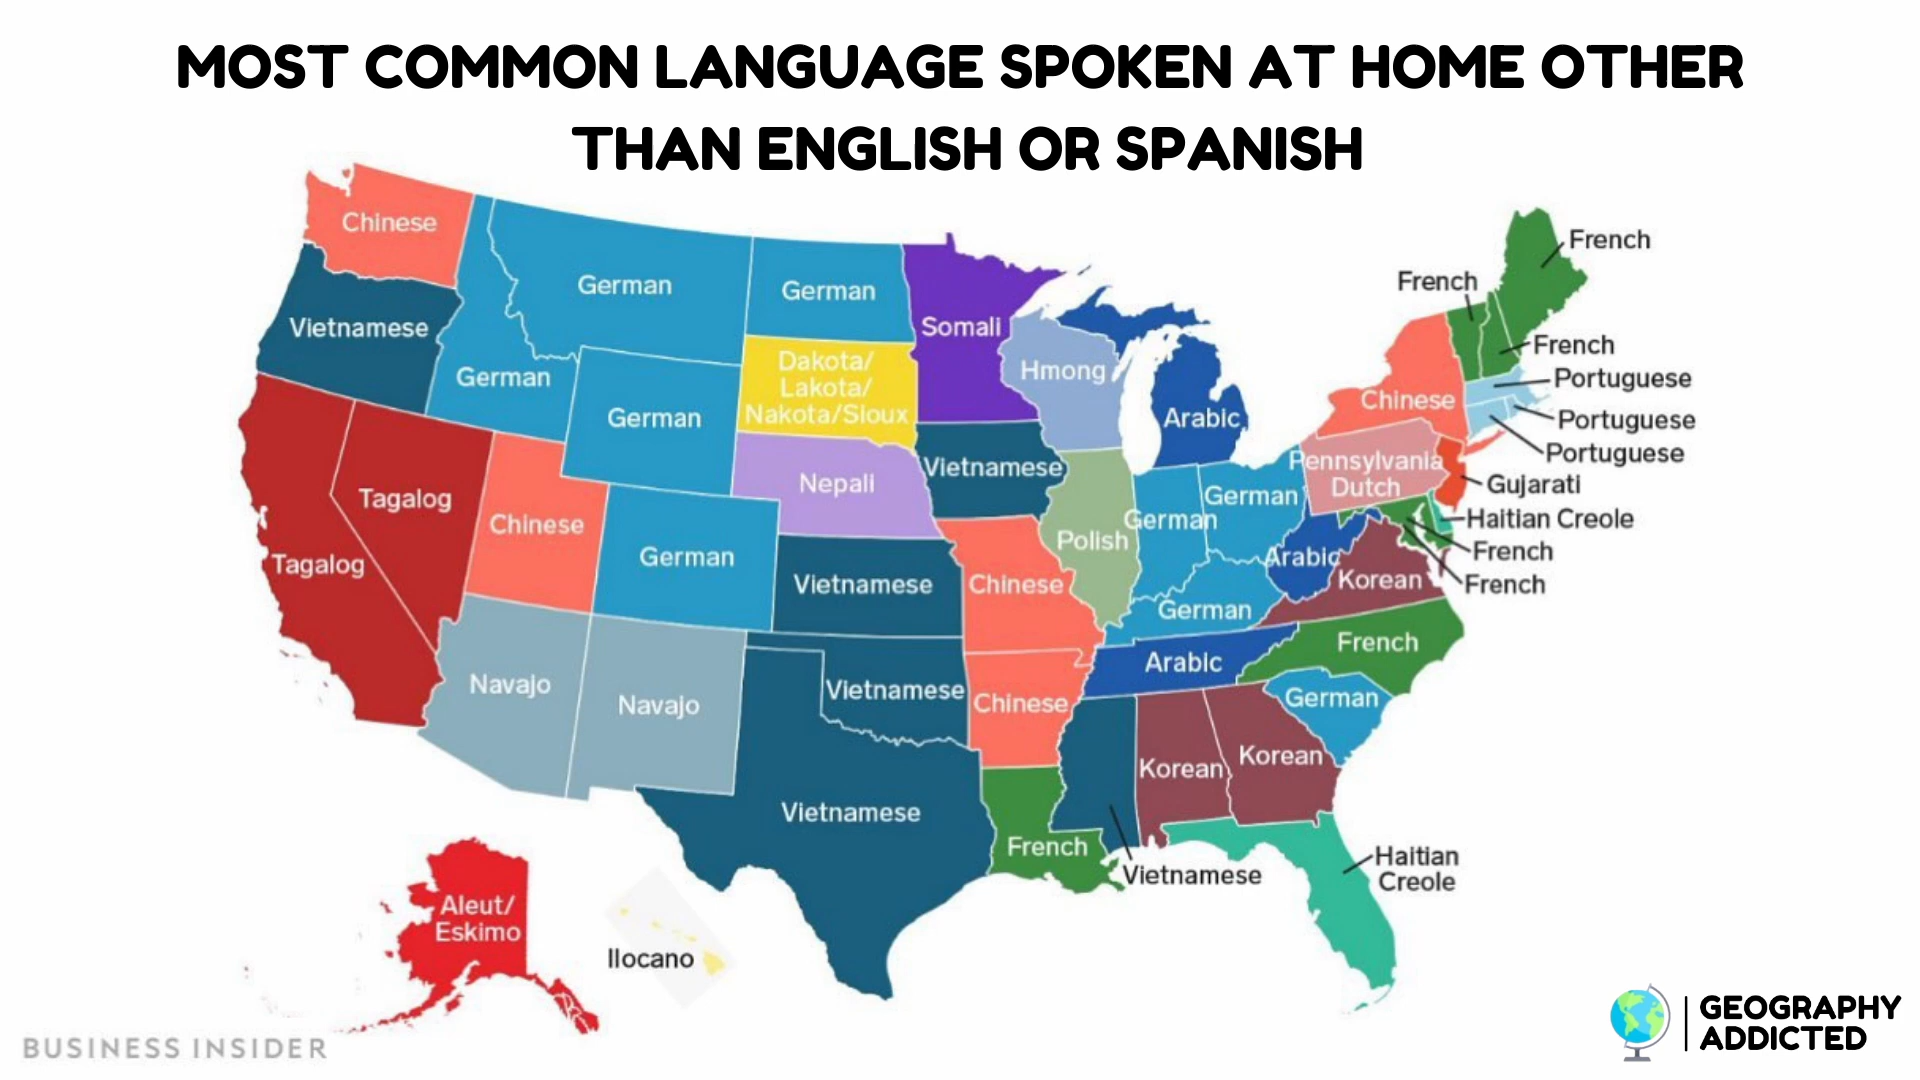 MOST COMMON LANGUAGE SPOKEN AT HOME OTHER
THAN ENGLISH OR SPANISH
Chinese
French
French
German
German
Vietnamese
Somali
French
Dakota/
Lakota/
Nakota/Sioux
Hmong
German
Portuguese
Chinese
German
Arabic
Portuguese
Portuguese
Vietnamese
Pennsylvania
Dutch
Nepali
Gujarati
Tagalog
German
Chinese
German
Haitian Creole
Polish
French
German
Arabic
Tagalog
Vietnamese
Chinese
Korean
French
German
French
Arabic
Navajo
Navajo
Vietnamese
Chinese
German
Korean
Korean
Vietnamese
French
Haitian
Creole
Vietnamese
Aleut/
Eskimo
Ilocano
GEOGRAPHY
ADDICTED
BUSINESS INSIDER